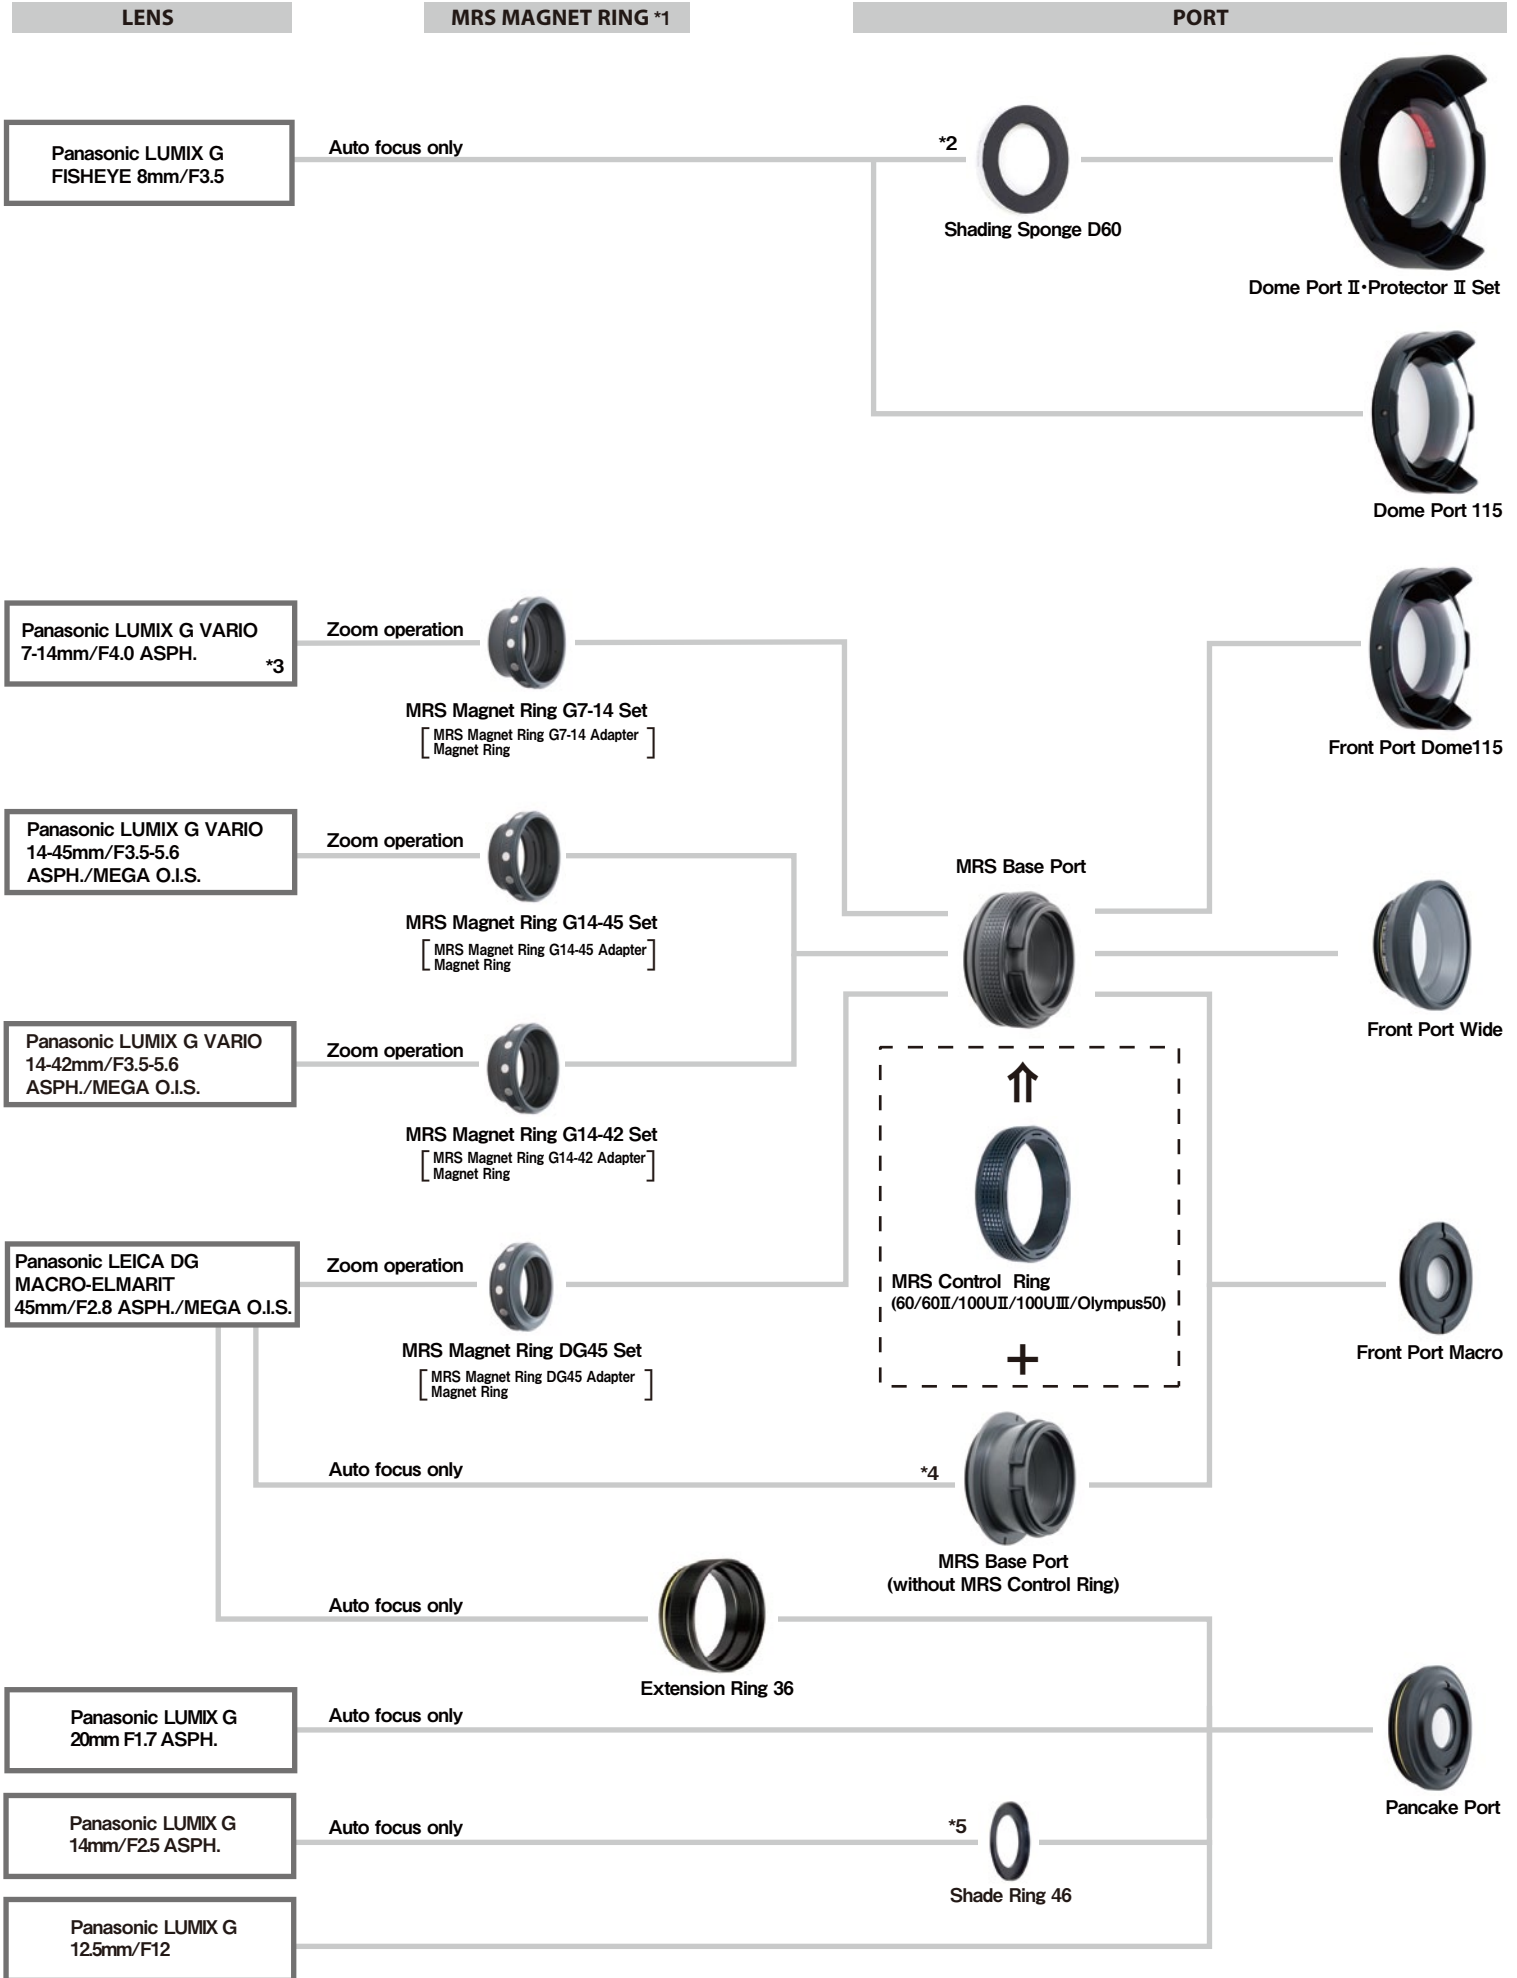 LENS
MRS MAGNET RING *1
PORT
Panasonic LUMIX G
FISHEYE 8mm/F3.5
Auto focus only
*2
Shading Sponge D60
Dome Port Ⅱ･Protector Ⅱ Set
Dome Port 115
Panasonic LUMIX G VARIO
7-14mm/F4.0 ASPH.
*3
Zoom operation
MRS Magnet Ring G7-14 Set
MRS Magnet Ring G7-14 Adapter
Magnet Ring
Front Port Dome115
Panasonic LUMIX G VARIO
14-45mm/F3.5-5.6
ASPH./MEGA O.I.S.
Zoom operation
MRS Magnet Ring G14-45 Set
MRS Magnet Ring G14-45 Adapter
Magnet Ring
MRS Base Port
Front Port Wide
Panasonic LUMIX G VARIO
14-42mm/F3.5-5.6
ASPH./MEGA O.I.S.
Zoom operation
MRS Magnet Ring G14-42 Set
MRS Magnet Ring G14-42 Adapter
Magnet Ring
⇑
MRS Control Ring
(60/60Ⅱ/100UⅡ/100UⅢ/Olympus50)
+
Panasonic LEICA DG
MACRO-ELMARIT
45mm/F2.8 ASPH./MEGA O.I.S.
Zoom operation
MRS Magnet Ring DG45 Set
MRS Magnet Ring DG45 Adapter
Magnet Ring
Front Port Macro
Auto focus only
*4
MRS Base Port
(without MRS Control Ring)
Auto focus only
Extension Ring 36
Panasonic LUMIX G
20mm F1.7 ASPH.
Auto focus only
Pancake Port
Panasonic LUMIX G
14mm/F2.5 ASPH.
Auto focus only
*5
Shade Ring 46
Panasonic LUMIX G
12.5mm/F12